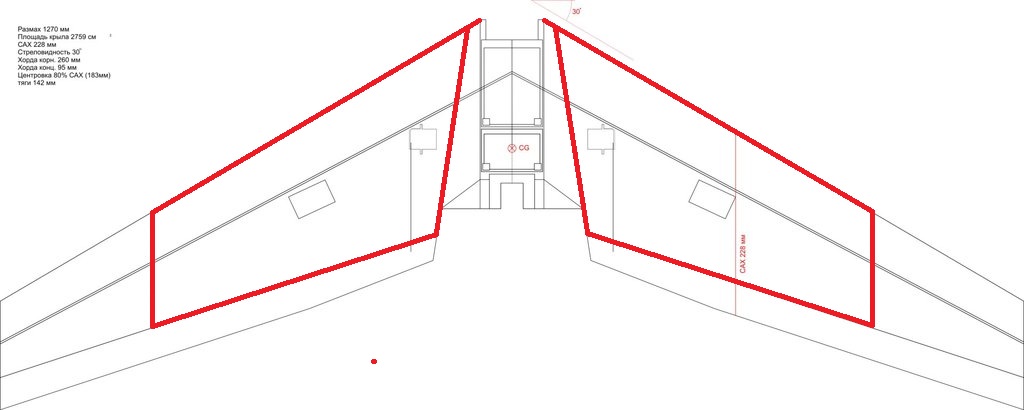 Размах 1270 мм
Площадь крыла 2759 см
САХ 228 мм
Стреловидность 30˚
Хорда корн. 260 мм
Хорда конц. 95 мм
Центровка 80% САХ (183мм)
тяги 142 мм
30˚
CG
САХ 228 мм